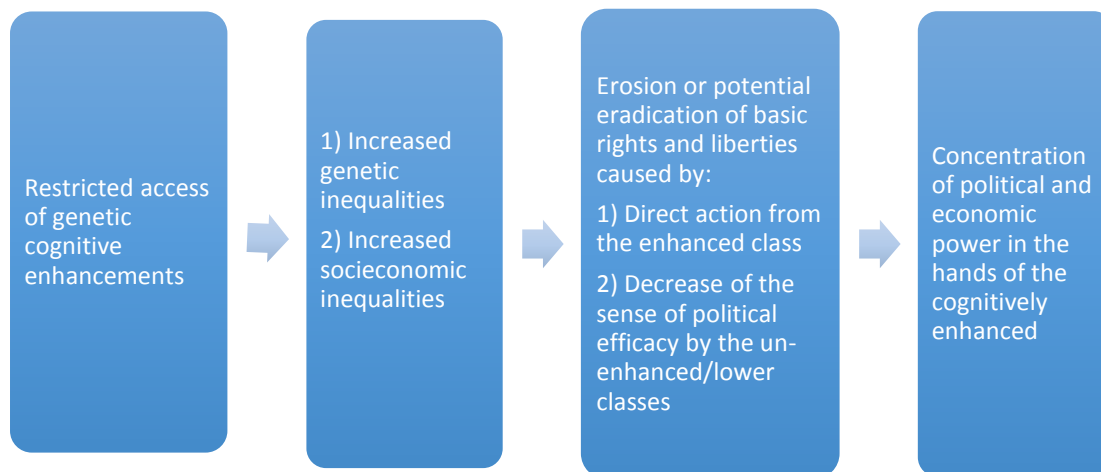 Restricted access
of genetic
cognitive
enhancements
1) Increased
genetic
inequalities
2) Increased
socieconomic
inequalities
Erosion or potential
eradication of basic
rights and liberties
caused by:
1) Direct action from
the enhanced class
2) Decrease of the
sense of political
efficacy by the un-
enhanced/lower
classes
Concentration
of political and
economic
power in the
hands of the
cognitively
enhanced